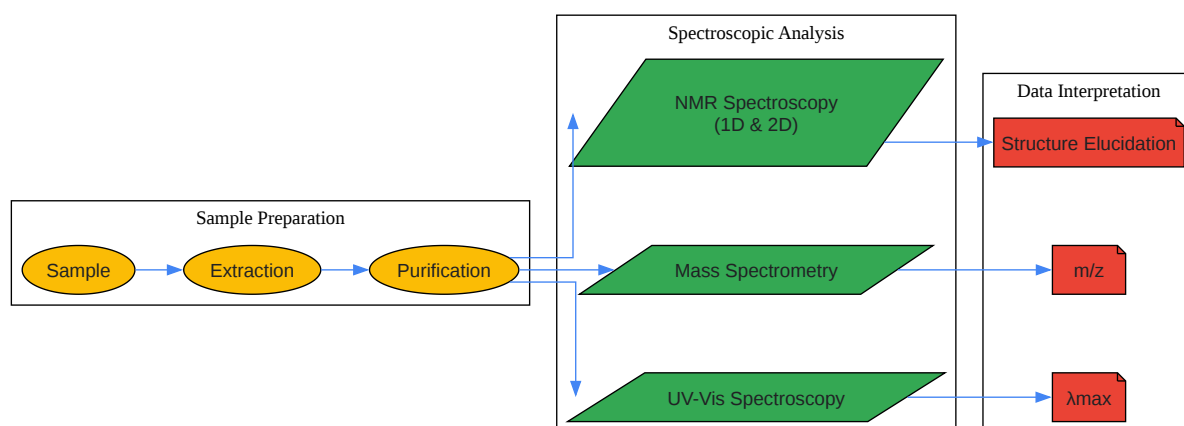 Sample Preparation
Sample
Extraction
Purification
Spectroscopic Analysis
NMR Spectroscopy
(1D & 2D)
Mass Spectrometry
UV-Vis Spectroscopy
Data Interpretation
Structure Elucidation
m/z
λmax